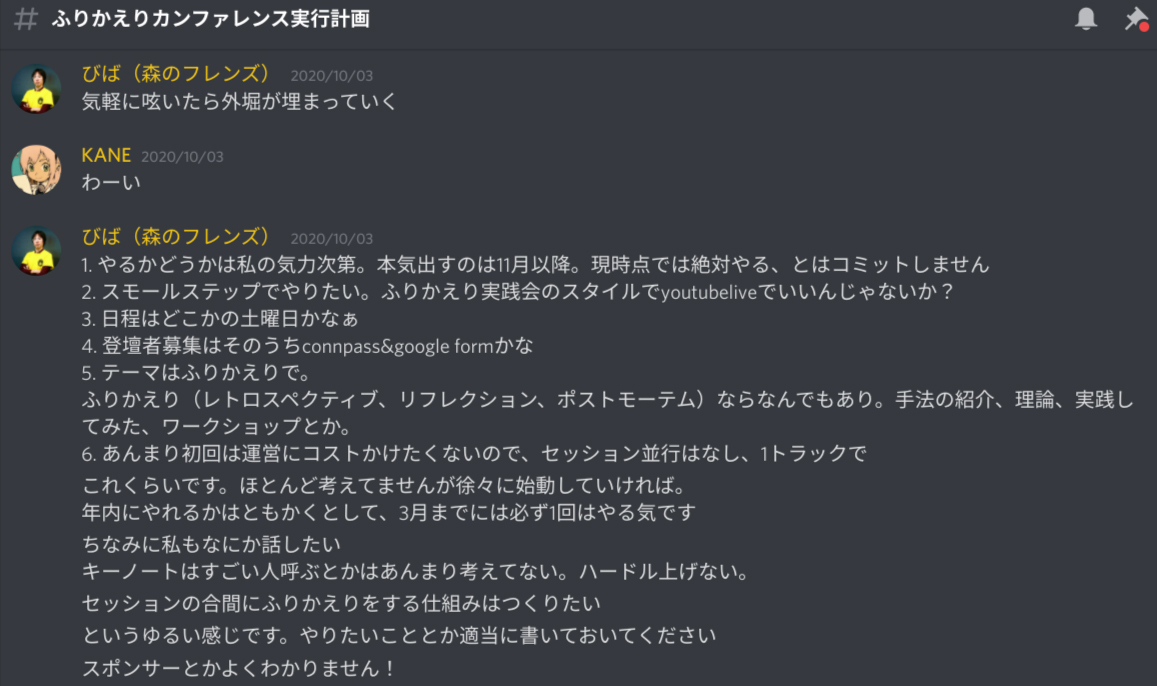 # ふりかえりカンファレンス実行計画
びば（森のフレンズ） 2020/10/03
気軽に呟いたら外堀が埋まっていく
KANE 2020/10/03
わーい
びば（森のフレンズ） 2020/10/03
1. やるかどうかは私の気力次第。本気出すのは11月以降。現時点では絶対やる、とはコミットしません
2. スモールステップでやりたい。ふりかえり実践会のスタイルでyoutubeliveでいいんじゃないか？
3. 日程はどこかの土曜日かなぁ
4. 登壇者募集はそのうちconnpass&google formかな
5. テーマはふりかえりで。
ふりかえり（レトロスペクティブ、リフレクション、ポストモーテム）ならなんでもあり。手法の紹介、理論、実践し
てみた、ワークショップとか。
6. あんまり初回は運営にコストかけたくないので、セッション並行はなし、1トラックで
これくらいです。ほとんど考えてませんが徐々に始動していければ。
年内にやれるかはともかくとして、3月までには必ず1回はやる気です
ちなみに私もなにか話したい
キーノートはすごい人呼ぶとかはあんまり考えてない。ハードル上げない。
セッションの合間にふりかえりをする仕組みはつくりたい
というゆるい感じです。やりたいこととか適当に書いておいてください
スポンサーとかよくわかりません！